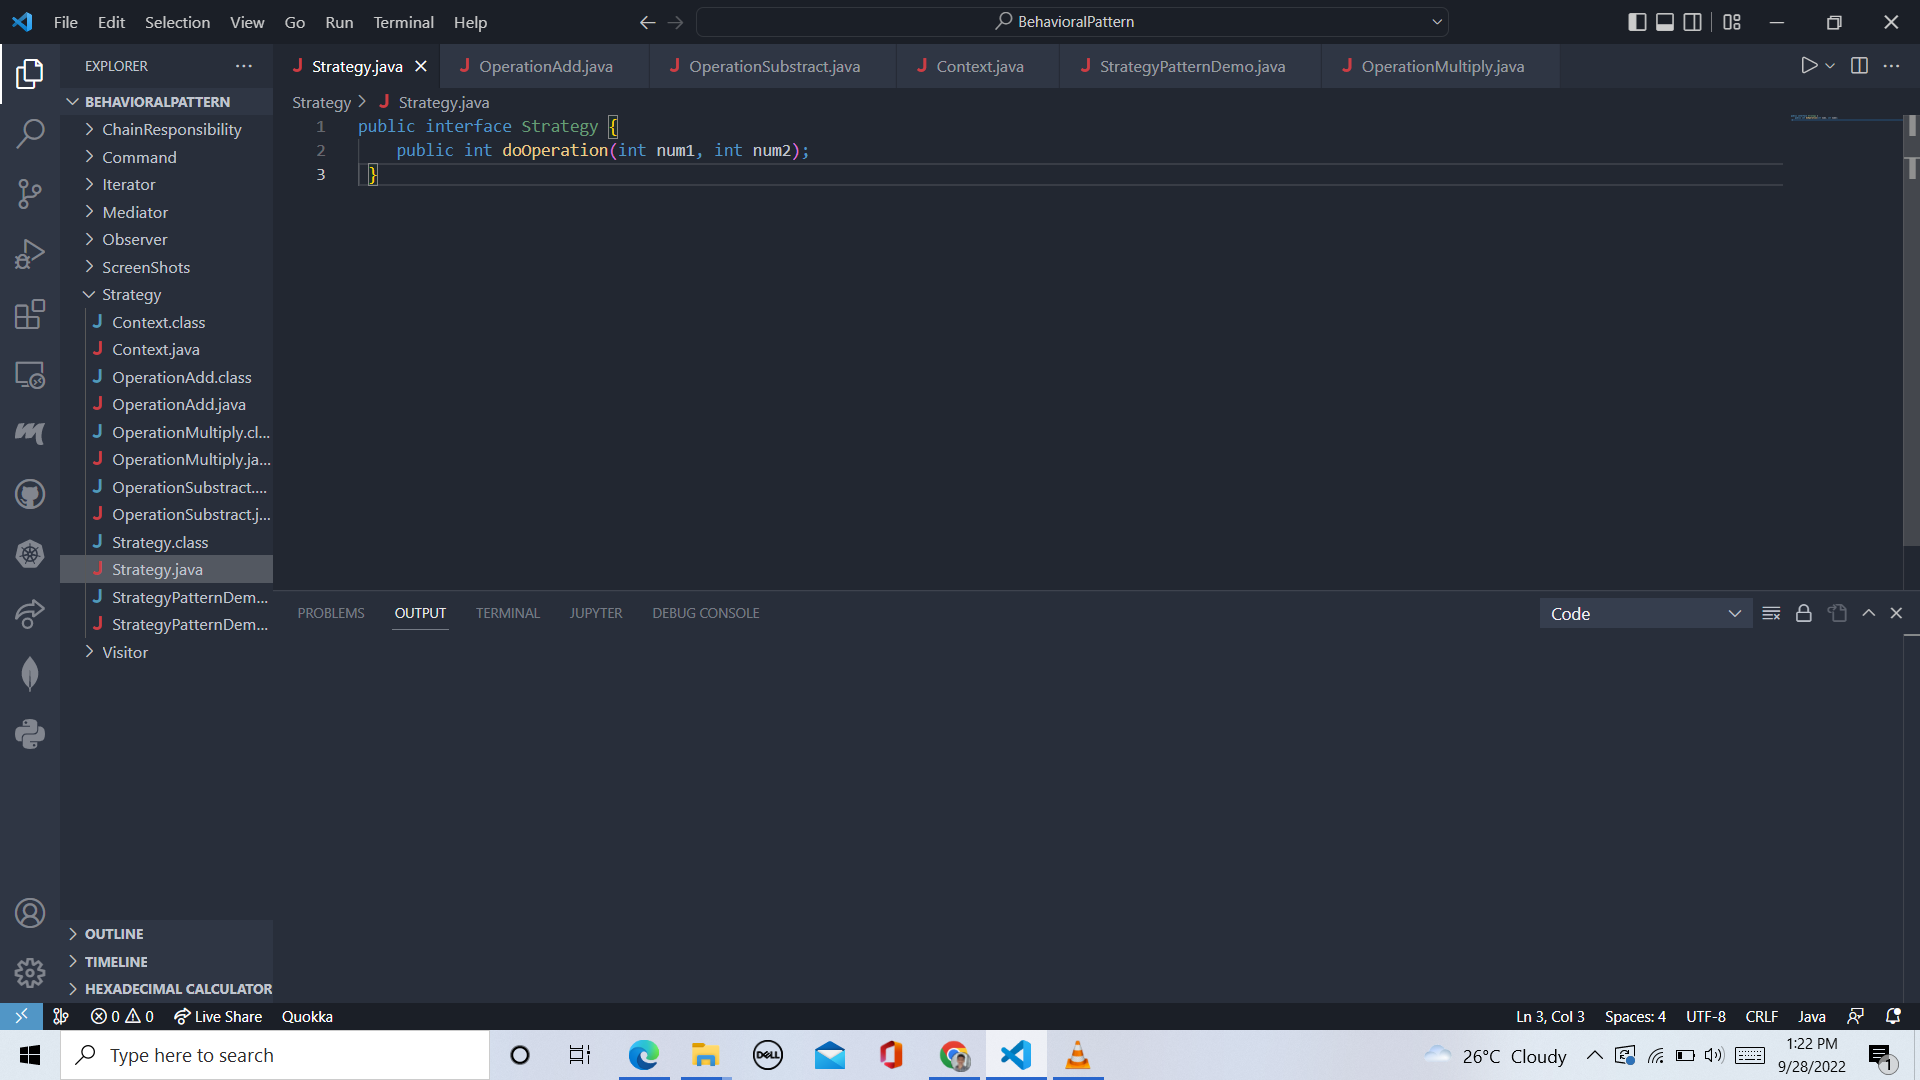 File Edit Selection View Go Run Terminal Help
BehavioralPattern
EXPLORER
Strategy.java
OperationAdd.java
OperationSubstract.java
Context.java
StrategyPatternDemo.java
OperationMultiply.java
BEHAVIORALPATTERN
ChainResponsibility
Command
Iterator
Mediator
Observer
ScreenShots
Strategy
Context.class
Context.java
OperationAdd.class
OperationAdd.java
OperationMultiply.cl...
OperationMultiply.ja...
OperationSubstract....
OperationSubstract.j...
Strategy.class
Strategy.java
StrategyPatternDem...
StrategyPatternDem...
Visitor
OUTLINE
TIMELINE
HEXADECIMAL CALCULATOR
Strategy > J Strategy.java
1 public interface Strategy {
2 public int doOperation(int num1, int num2);
3 }
PROBLEMS OUTPUT TERMINAL JUPYTER DEBUG CONSOLE
Code
0 0 Live Share Quokka
Ln 3, Col 3 Spaces: 4 UTF-8 CRLF Java
Type here to search
DELL
26°C Cloudy
1:22 PM
9/28/2022
1